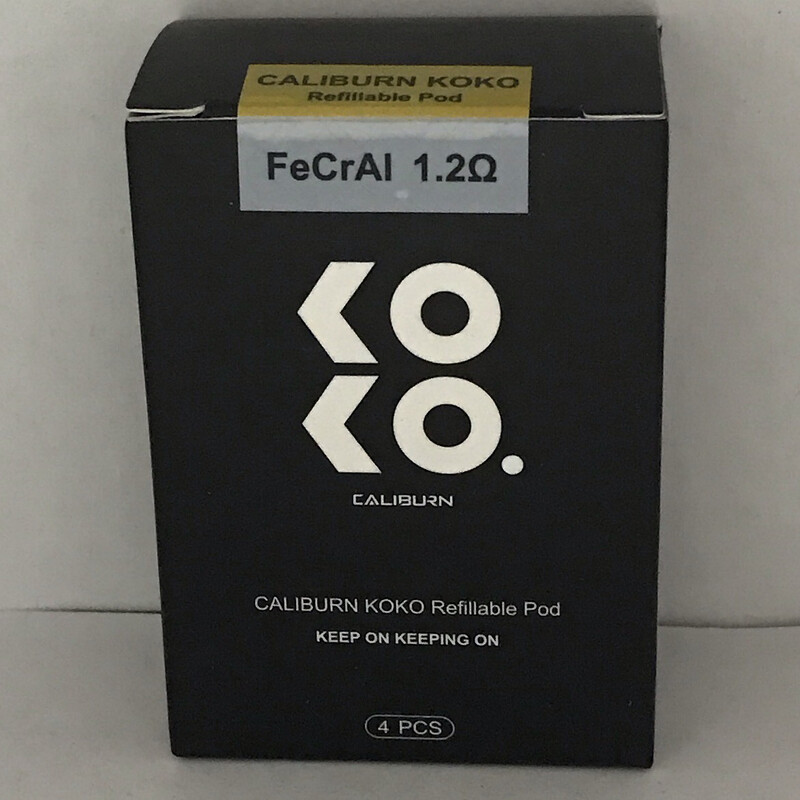 CALIBURN KOKO
Refillable Pod
FeCrAl 1.2Ω
KO
KO.
CALIBURN
CALIBURN KOKO Refillable Pod
KEEP ON KEEPING ON
4 PCS